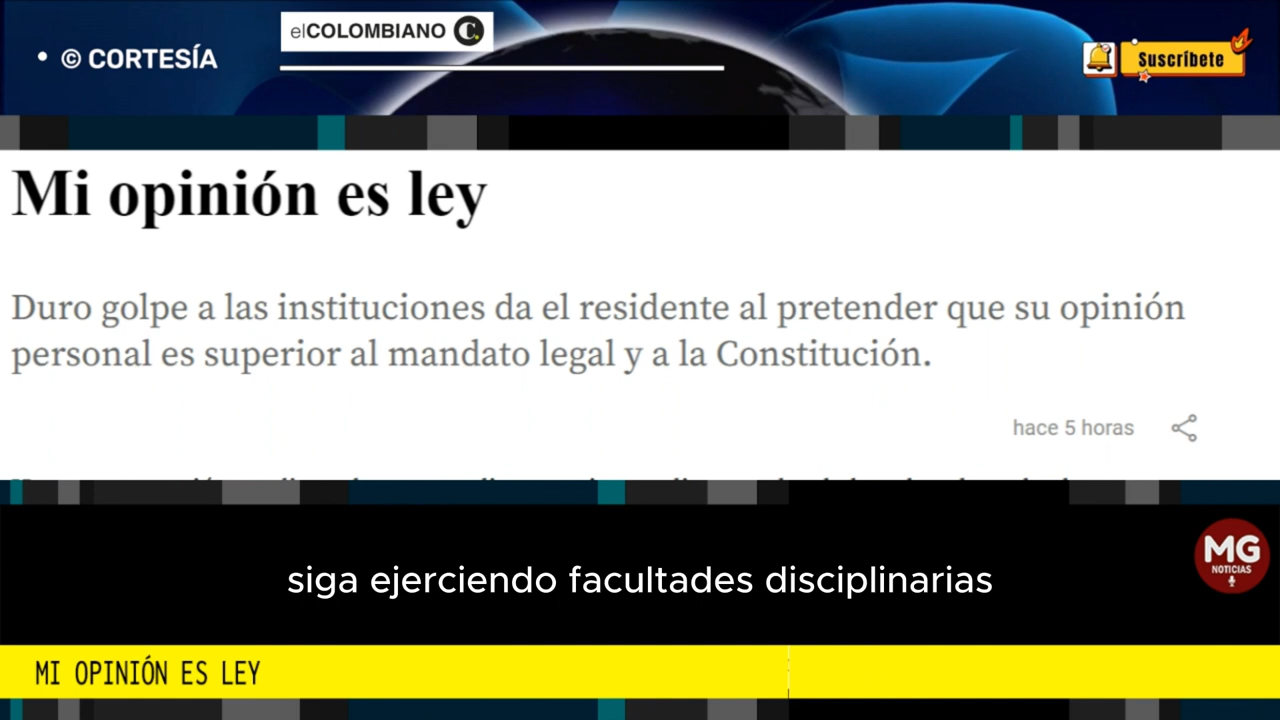 • © CORTESÍA
elCOLOMBIANO C
Suscríbete
Mi opinión es ley
Duro golpe a las instituciones da el residente al pretender que su opinión
personal es superior al mandato legal y a la Constitución.
hace 5 horas
siga ejerciendo facultades disciplinarias
MG
NOTICIAS
MI OPINIÓN ES LEY